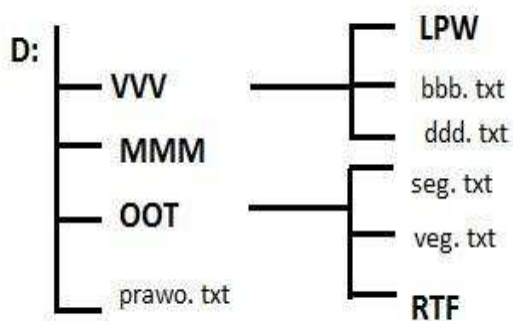 D:
VVV
MMM
OOT
prawo. txt
LPW
bbb. txt
ddd. txt
seg. txt
veg. txt
RTF